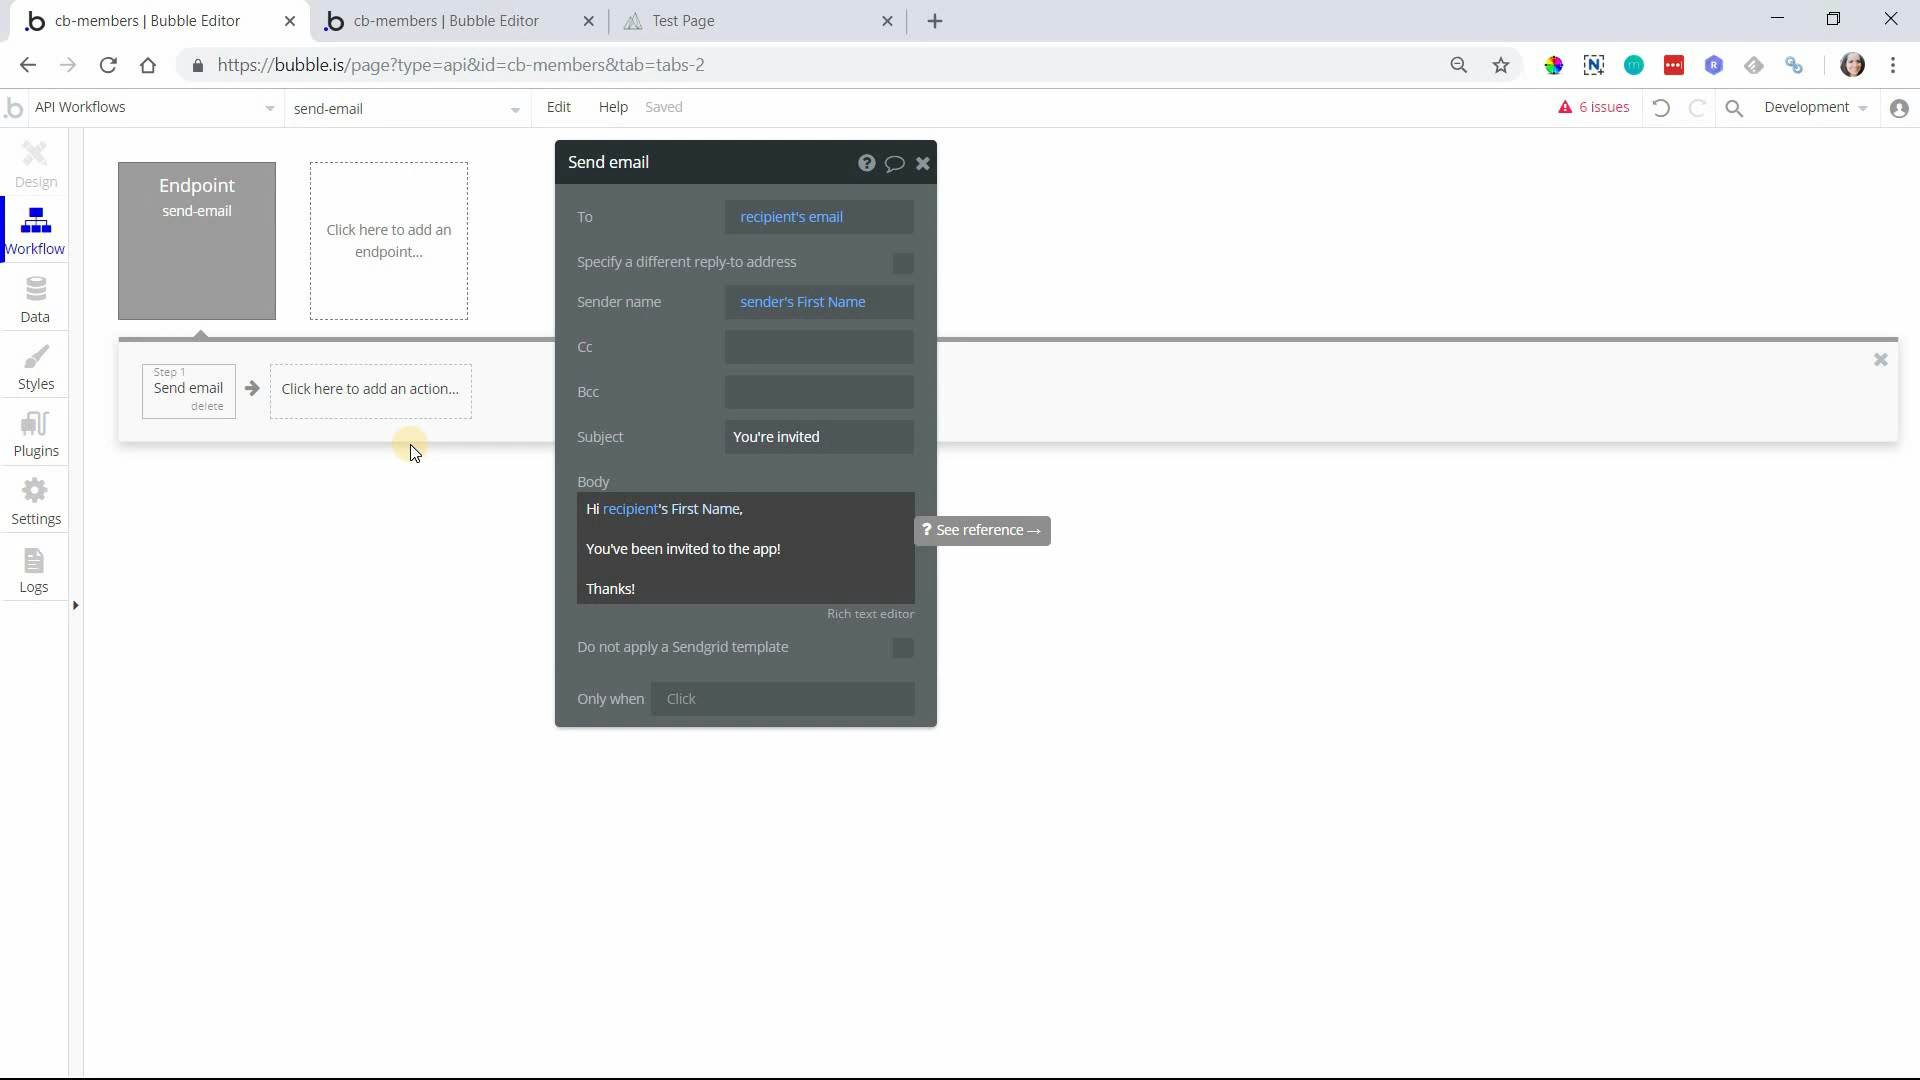 cb-members | Bubble Editor
cb-members | Bubble Editor
Test Page
https://bubble.is/page?type=api&id=cb-members&tab=tabs-2
API Workflows
send-email
Edit
Help
Saved
6 issues
Development
Design
Workflow
Data
Styles
Plugins
Settings
Logs
Endpoint
send-email
Click here to add an
endpoint...
Step 1
Send email
delete
Click here to add an action...
Send email
To
recipient's email
Specify a different reply-to address
Sender name
sender's First Name
Cc
Bcc
Subject
You're invited
Body
Hi recipient's First Name,
You've been invited to the app!
Thanks!
Rich text editor
? See reference →
Do not apply a Sendgrid template
Only when
Click